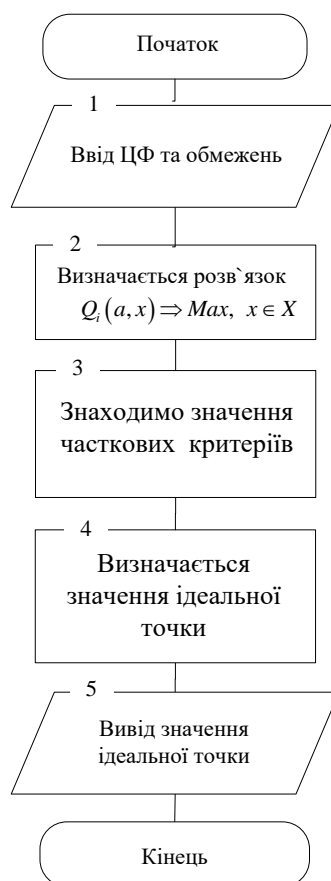 Початок
1
Ввід ЦФ та обмежень
2
Визначається розв`язок
Q_i(a, x) ⇒ Max, x ∈ X
3
Знаходимо значення
часткових критеріїв
4
Визначається
значення ідеальної
точки
5
Вивід значення
ідеальної точки
Кінець